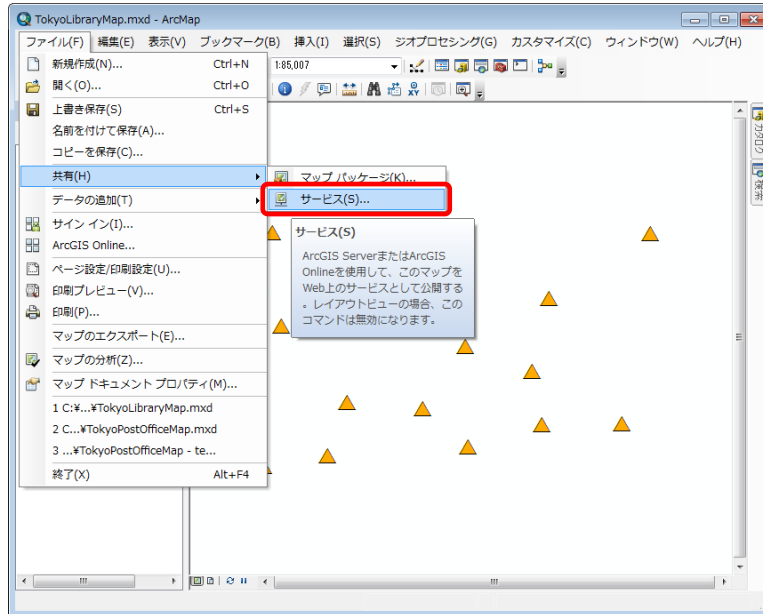 TokyoLibraryMap.mxd - ArcMap
ファイル(F) 編集(E) 表示(V) ブックマーク(B) 挿入(I) 選択(S) ジオプロセシング(G) カスタマイズ(C) ウィンドウ(W) ヘルプ(H)
新規作成(N)... Ctrl+N
1:85,007
開く(O)... Ctrl+O
上書き保存(S) Ctrl+S
名前を付けて保存(A)...
コピーを保存(C)...
共有(H)
マップ パッケージ(K)...
データの追加(T)
サービス(S)...
サイン イン(I)...
サービス(S)
ArcGIS Online...
ArcGIS ServerまたはArcGIS
Onlineを使用して、このマップを
Web上のサービスとして公開する
。レイアウトビューの場合、この
コマンドは無効になります。
ページ設定/印刷設定(U)...
印刷プレビュー(V)...
印刷(P)...
マップのエクスポート(E)...
マップの分析(Z)...
マップ ドキュメント プロパティ(M)...
1 C:¥...¥TokyoLibraryMap.mxd
2 C...¥TokyoPostOfficeMap.mxd
3 ...¥TokyoPostOfficeMap - te...
終了(X) Alt+F4
カタログ
検索